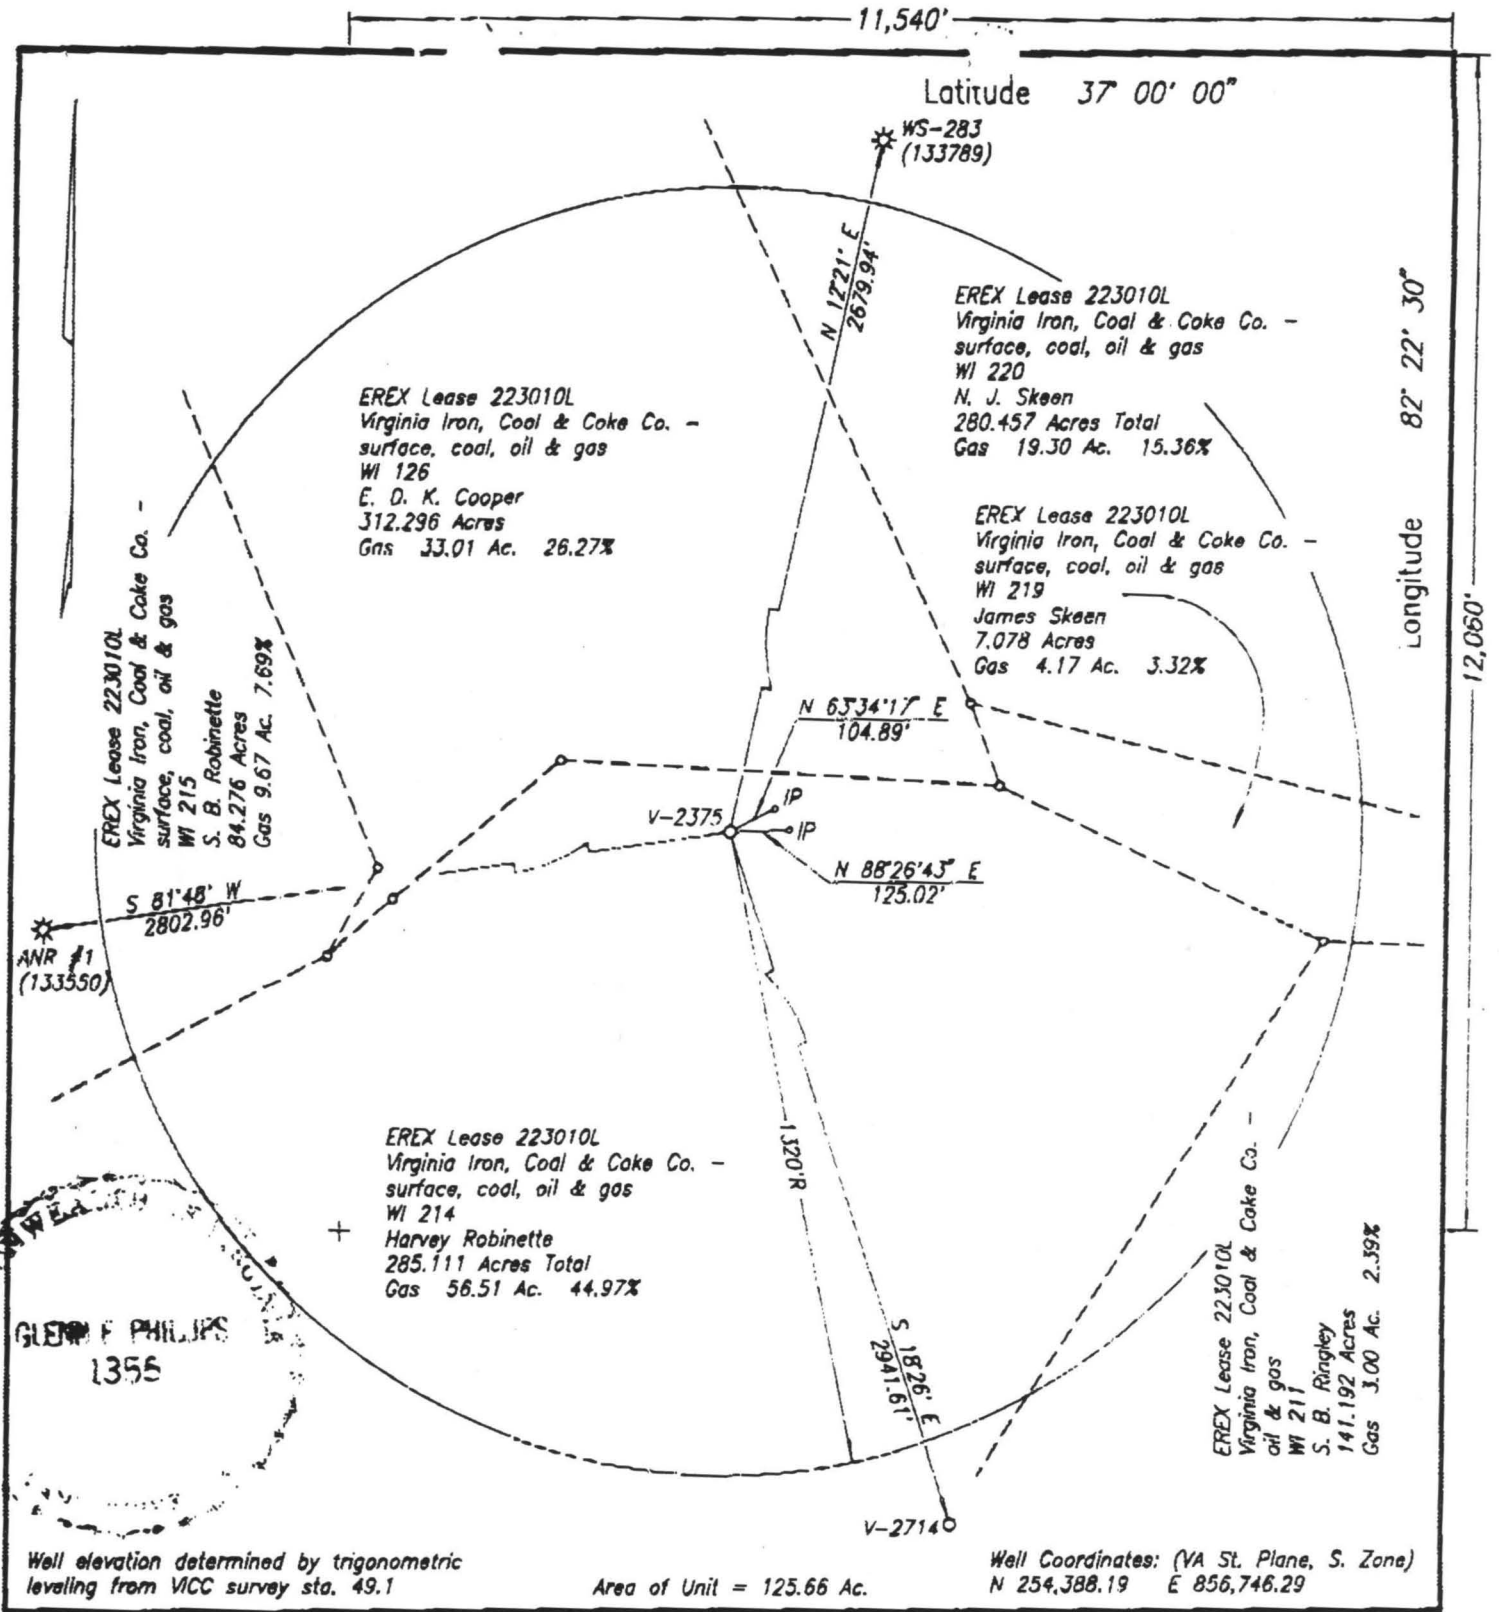 11,540'
Latitude 37° 00' 00"
WS-283
(133789)
N 12°21' E
2679.94'
EREX Lease 223010L
Virginia Iron, Coal & Coke Co. -
surface, coal, oil & gas
WI 220
N. J. Skeen
280.457 Acres Total
Gas 19.30 Ac. 15.36%
Longitude 82° 22' 30"
12,060'
EREX Lease 223010L
Virginia Iron, Coal & Coke Co. -
surface, coal, oil & gas
WI 126
E. D. K. Cooper
312.296 Acres
Gas 33.01 Ac. 26.27%
EREX Lease 223010L
Virginia Iron, Coal & Coke Co. -
surface, coal, oil & gas
WI 219
James Skeen
7.078 Acres
Gas 4.17 Ac. 3.32%
EREX Lease 223010L
Virginia Iron, Coal & Coke Co. -
surface, coal, oil & gas
WI 215
S. B. Robinette
84.276 Acres
Gas 9.67 Ac. 7.69%
N 63°34'17" E
104.89'
V-2375
IP
IP
N 88°26'43" E
125.02'
S 81°48' W
2802.96'
ANR #1
(133550)
1320'R
EREX Lease 223010L
Virginia Iron, Coal & Coke Co. -
surface, coal, oil & gas
WI 214
Harvey Robinette
285.111 Acres Total
Gas 56.51 Ac. 44.97%
EREX Lease 223010L
Virginia Iron, Coal & Coke Co. -
oil & gas
WI 211
S. B. Ringley
141.192 Acres
Gas 3.00 Ac. 2.39%
GLENN F PHILLIPS
1355
S 18°26' E
2941.61'
V-2714
Well elevation determined by trigonometric
leveling from VICC survey sta. 49.1
Area of Unit = 125.66 Ac.
Well Coordinates: (VA St. Plane, S. Zone)
N 254,388.19 E 856,746.29